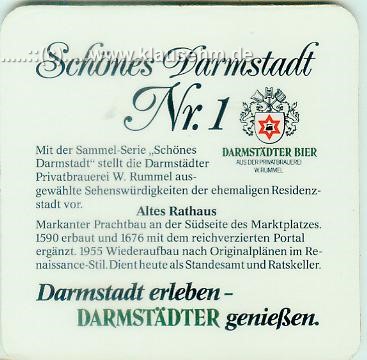 .....::() www.klausehm.de
Schönes Darmstadt
Nr. 1
DARMSTÄDTER BIER
AUS DER PRIVATBRAUEREI
W. RUMMEL
Mit der Sammel-Serie „Schönes
Darmstadt“ stellt die Darmstädter
Privatbrauerei W. Rummel aus-
gewählte Sehenswürdigkeiten der ehemaligen Residenz-
stadt vor.
Altes Rathaus
Markanter Prachtbau an der Südseite des Marktplatzes.
1590 erbaut und 1676 mit dem reichverzierten Portal
ergänzt. 1955 Wiederaufbau nach Originalplänen im Re-
naissance-Stil. Dient heute als Standesamt und Ratskeller.
Darmstadt erleben –
DARMSTÄDTER genießen.